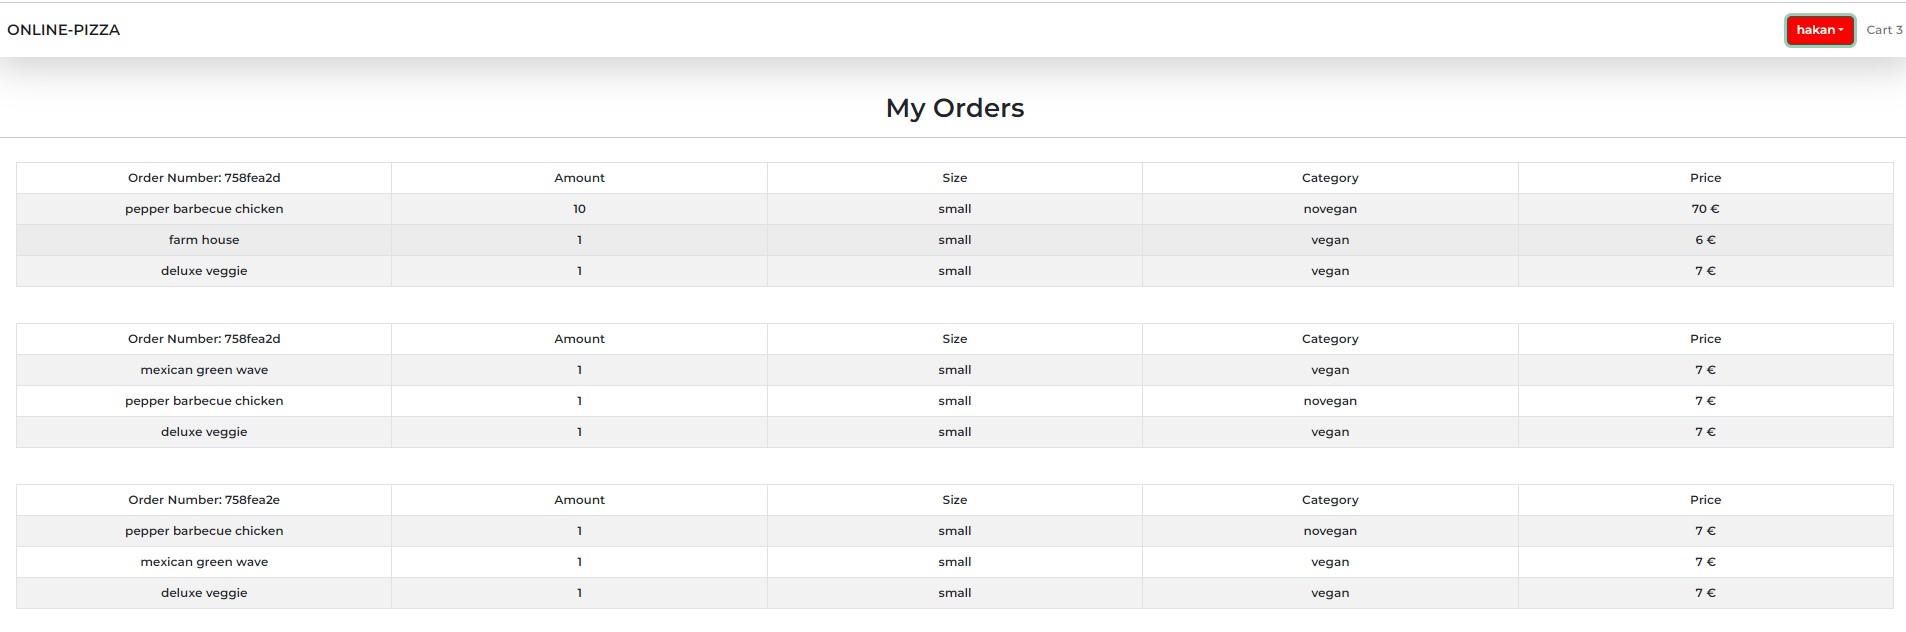 ONLINE-PIZZA hakan Cart 3
My Orders
Order Number: 758fea2d Amount Size Category Price
pepper barbecue chicken 10 small novegan 70 €
farm house 1 small vegan 6 €
deluxe veggie 1 small vegan 7 €
Order Number: 758fea2d Amount Size Category Price
mexican green wave 1 small vegan 7 €
pepper barbecue chicken 1 small novegan 7 €
deluxe veggie 1 small vegan 7 €
Order Number: 758fea2e Amount Size Category Price
pepper barbecue chicken 1 small novegan 7 €
mexican green wave 1 small vegan 7 €
deluxe veggie 1 small vegan 7 €